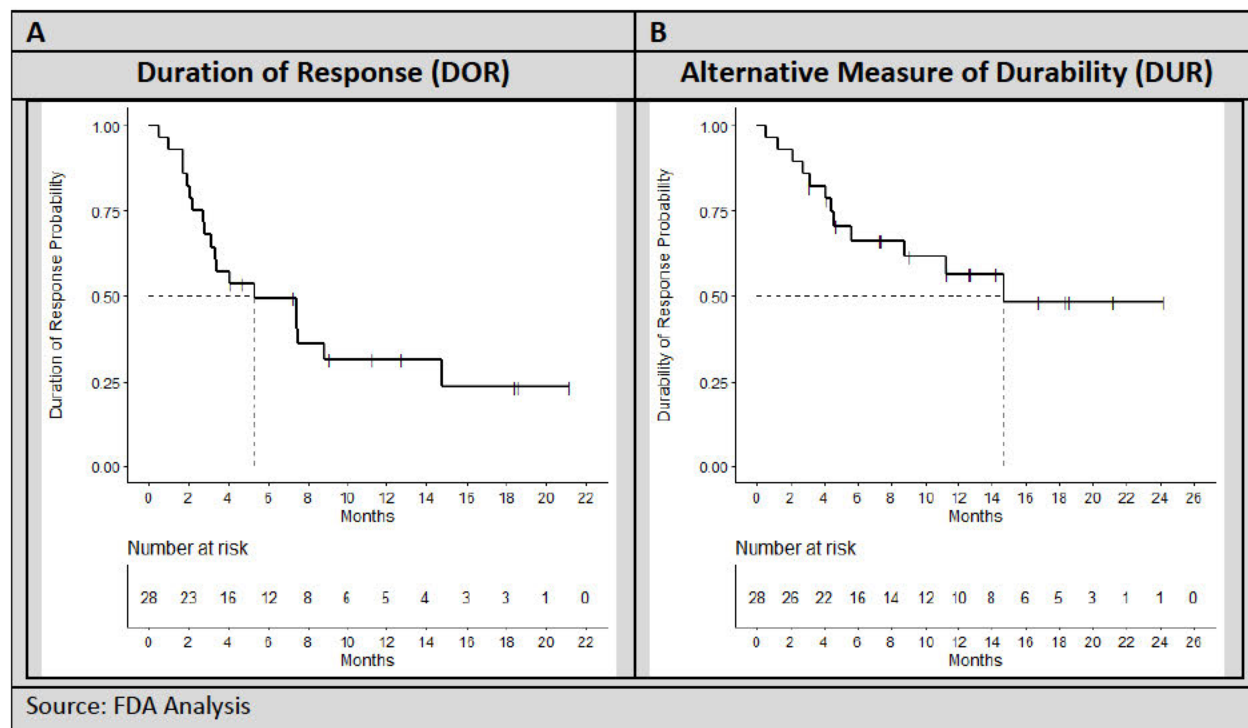 A
B
Duration of Response (DOR)
Alternative Measure of Durability (DUR)
Duration of Response Probability
1.00
0.75
0.50
0.25
0.00
0 2 4 6 8 10 12 14 16 18 20 22
Months
Number at risk
28 23 16 12 8 6 5 4 3 3 1 0
0 2 4 6 8 10 12 14 16 18 20 22
Months
Durability of Response Probability
1.00
0.75
0.50
0.25
0.00
0 2 4 6 8 10 12 14 16 18 20 22 24 26
Months
Number at risk
28 26 22 16 14 12 10 8 6 5 3 1 1 0
0 2 4 6 8 10 12 14 16 18 20 22 24 26
Months
Source: FDA Analysis